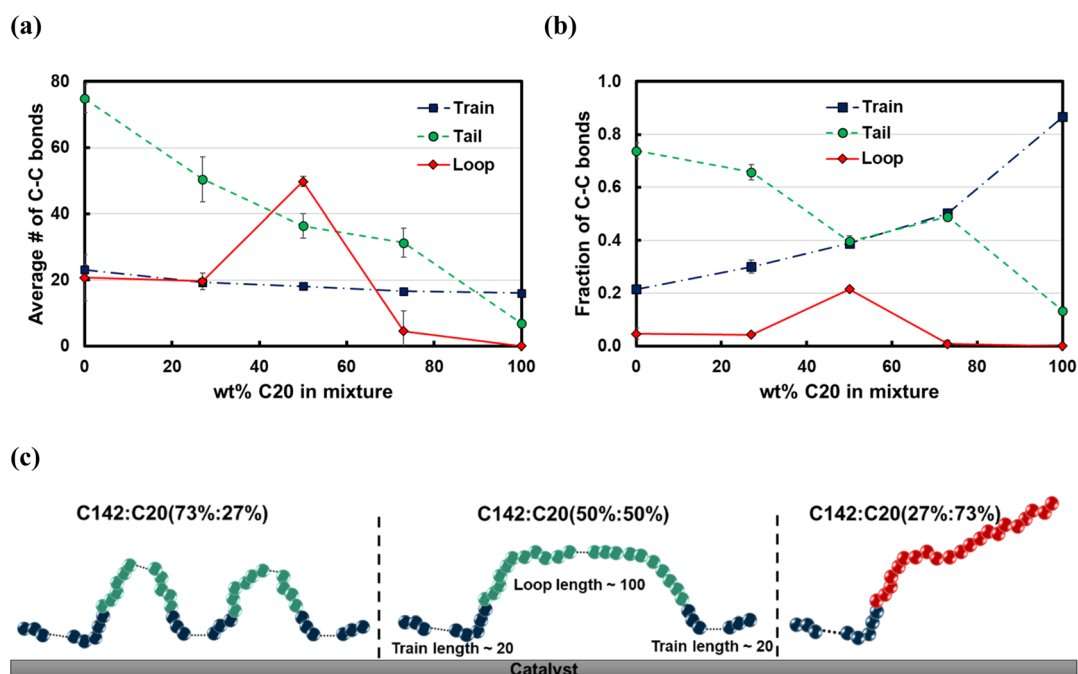 (a)
(b)
80
60
40
20
0
Average # of C-C bonds
Train
Tail
Loop
0 20 40 60 80 100
wt% C20 in mixture
1.0
0.8
0.6
0.4
0.2
0.0
Fraction of C-C bonds
Train
Tail
Loop
0 20 40 60 80 100
wt% C20 in mixture
(c)
C142:C20(73%:27%)
C142:C20(50%:50%)
C142:C20(27%:73%)
Loop length ~ 100
Train length ~ 20
Train length ~ 20
Catalyst